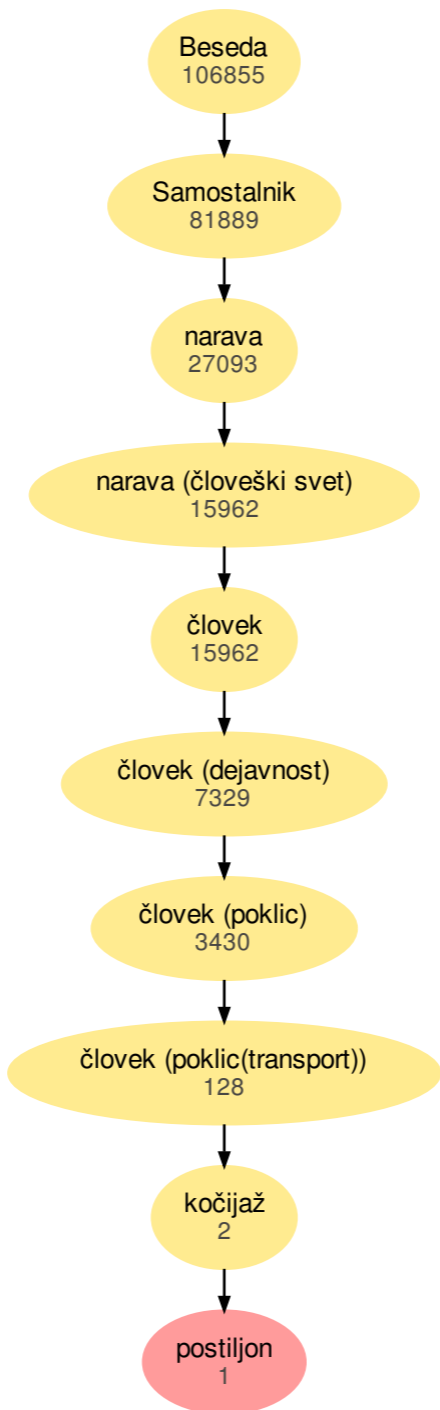 Beseda
106855
Samostalnik
81889
narava
27093
narava (človeški svet)
15962
človek
15962
človek (dejavnost)
7329
človek (poklic)
3430
človek (poklic(transport))
128
kočijaž
2
postiljon
1